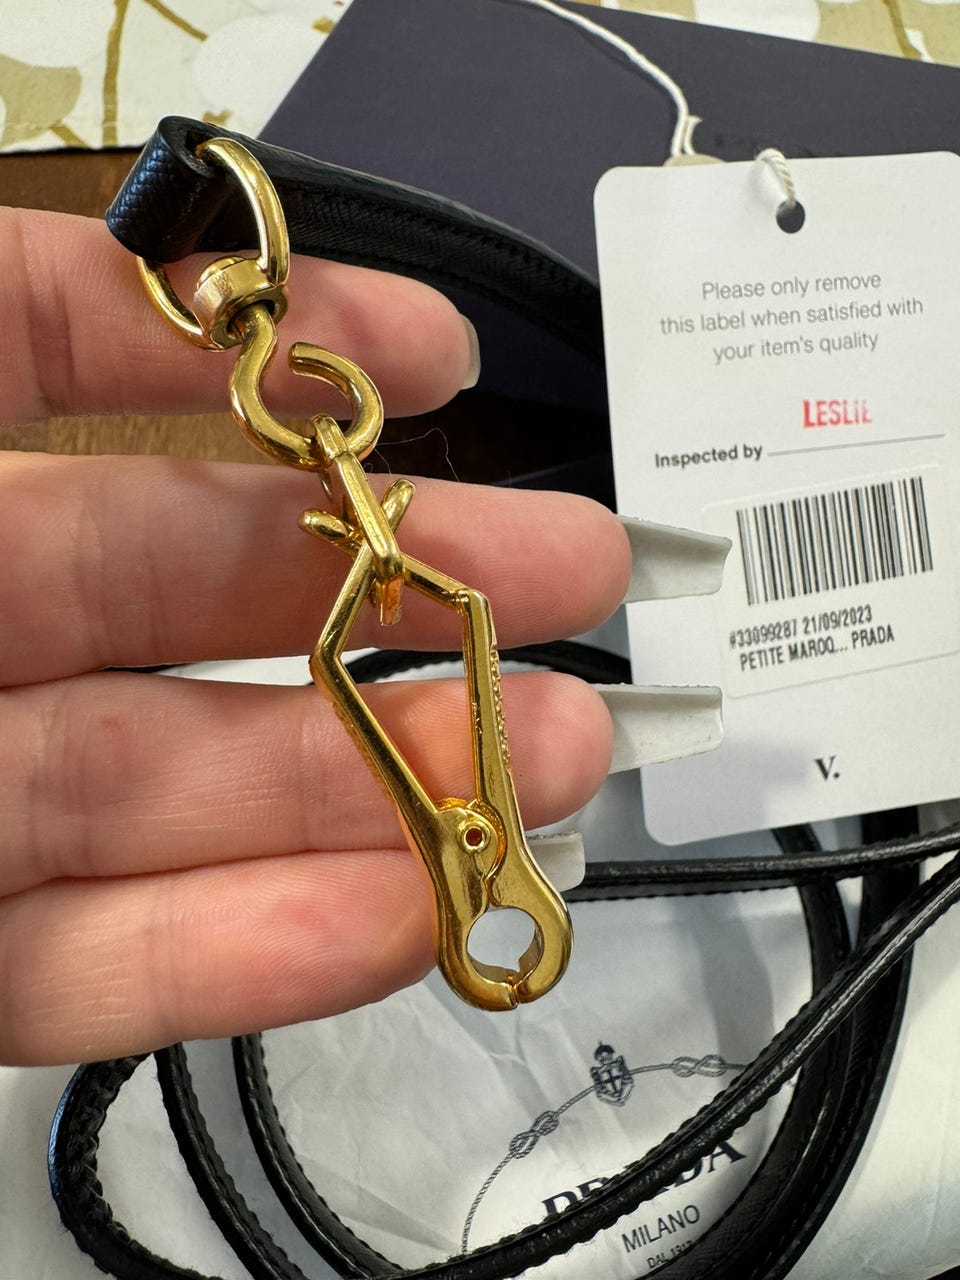 Please only remove
this label when satisfied with
your item's quality
LESLIE
Inspected by
#33099287 21/09/2023
PETITE MAROQ... PRADA
V.
PRADA
MILANO